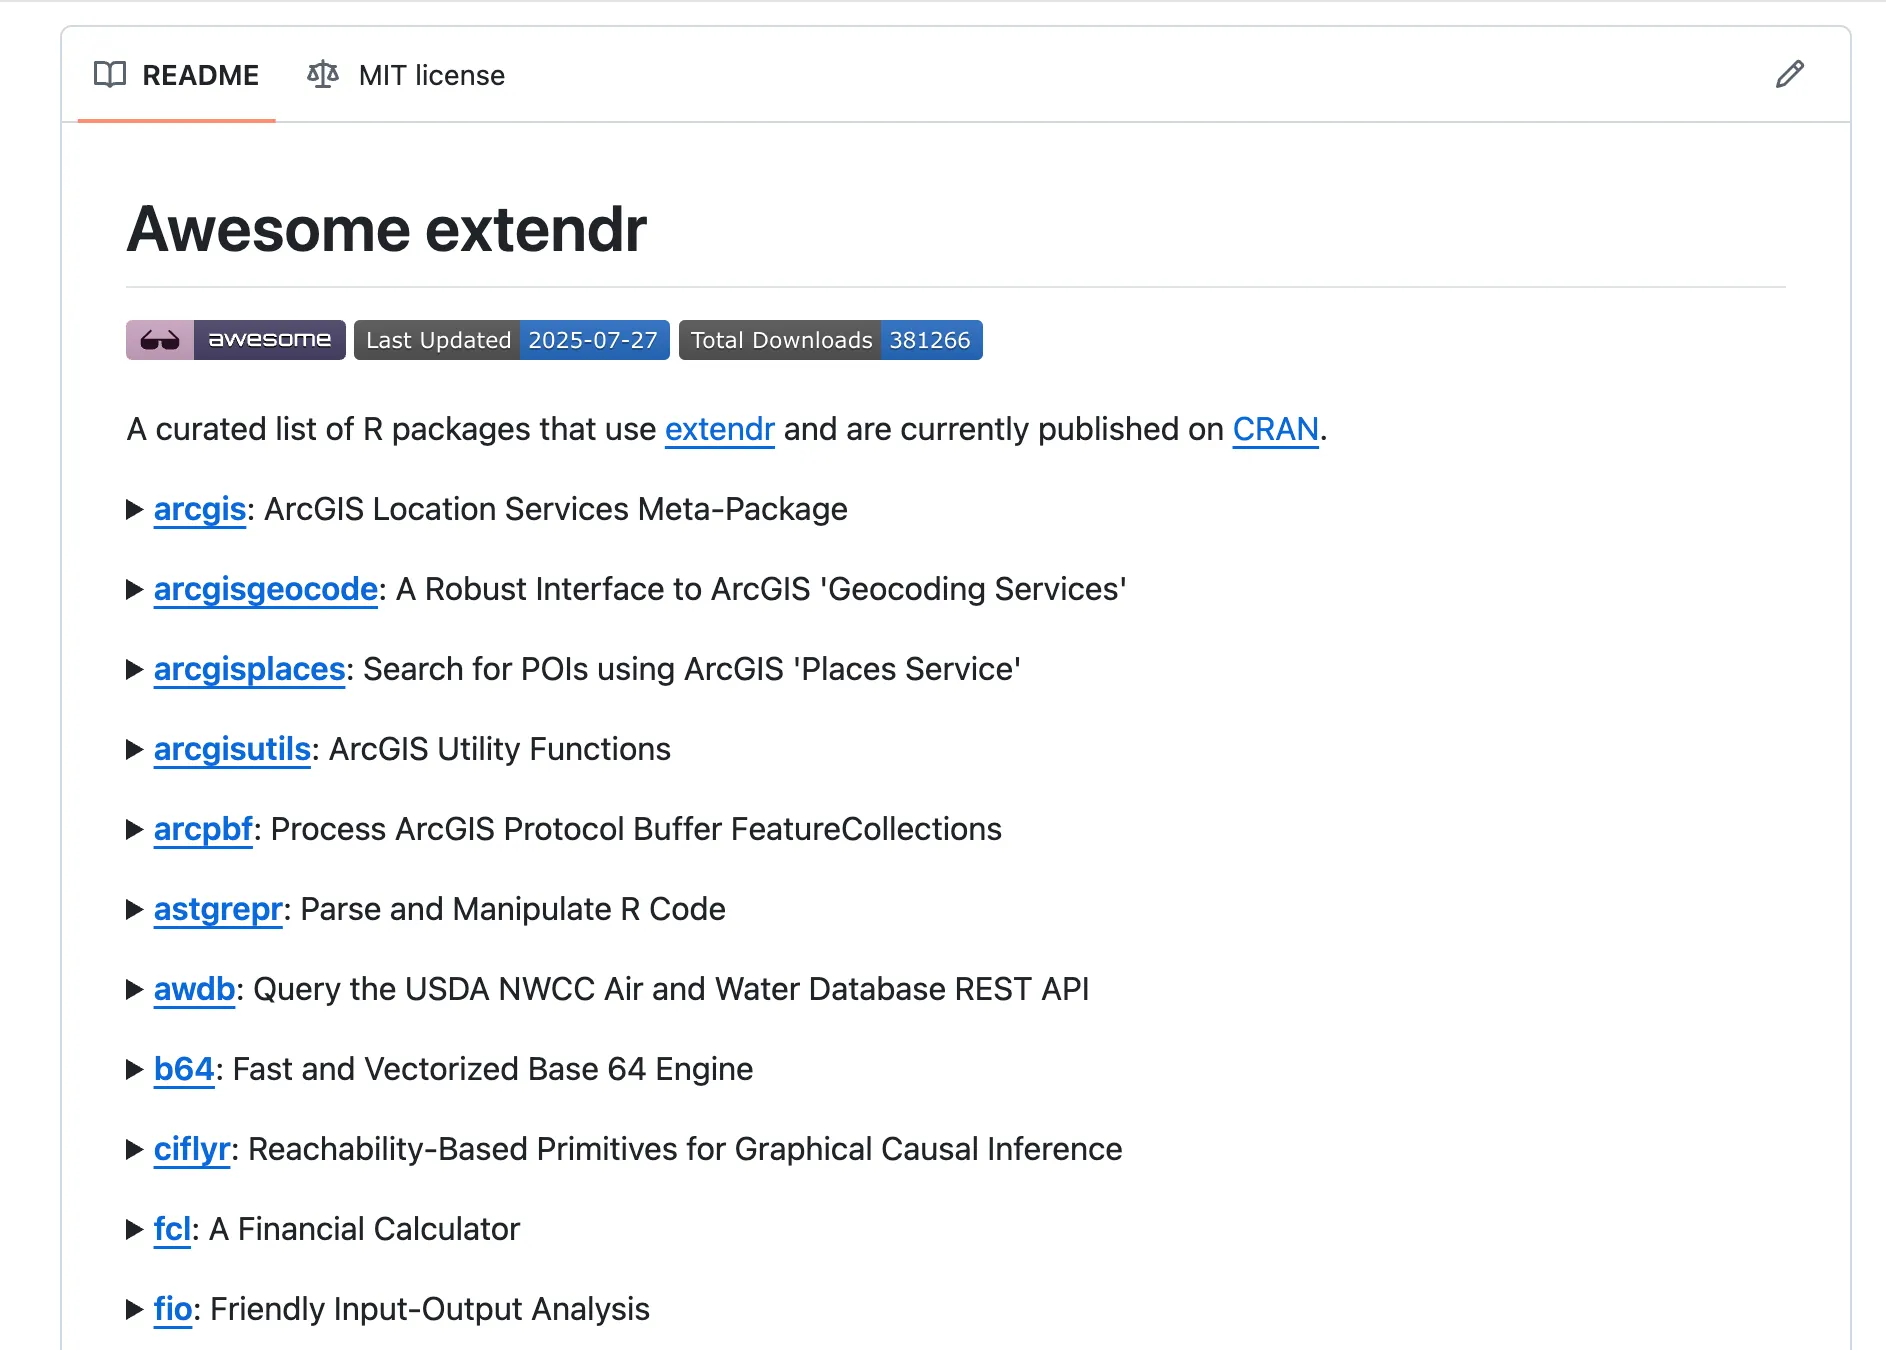 README MIT license
Awesome extendr
awesome Last Updated 2025-07-27 Total Downloads 381266
A curated list of R packages that use extendr and are currently published on CRAN.
arcgis: ArcGIS Location Services Meta-Package
arcgisgeocode: A Robust Interface to ArcGIS 'Geocoding Services'
arcgisplaces: Search for POIs using ArcGIS 'Places Service'
arcgisutils: ArcGIS Utility Functions
arcpbf: Process ArcGIS Protocol Buffer FeatureCollections
astgrepr: Parse and Manipulate R Code
awdb: Query the USDA NWCC Air and Water Database REST API
b64: Fast and Vectorized Base 64 Engine
ciflyr: Reachability-Based Primitives for Graphical Causal Inference
fcl: A Financial Calculator
fio: Friendly Input-Output Analysis